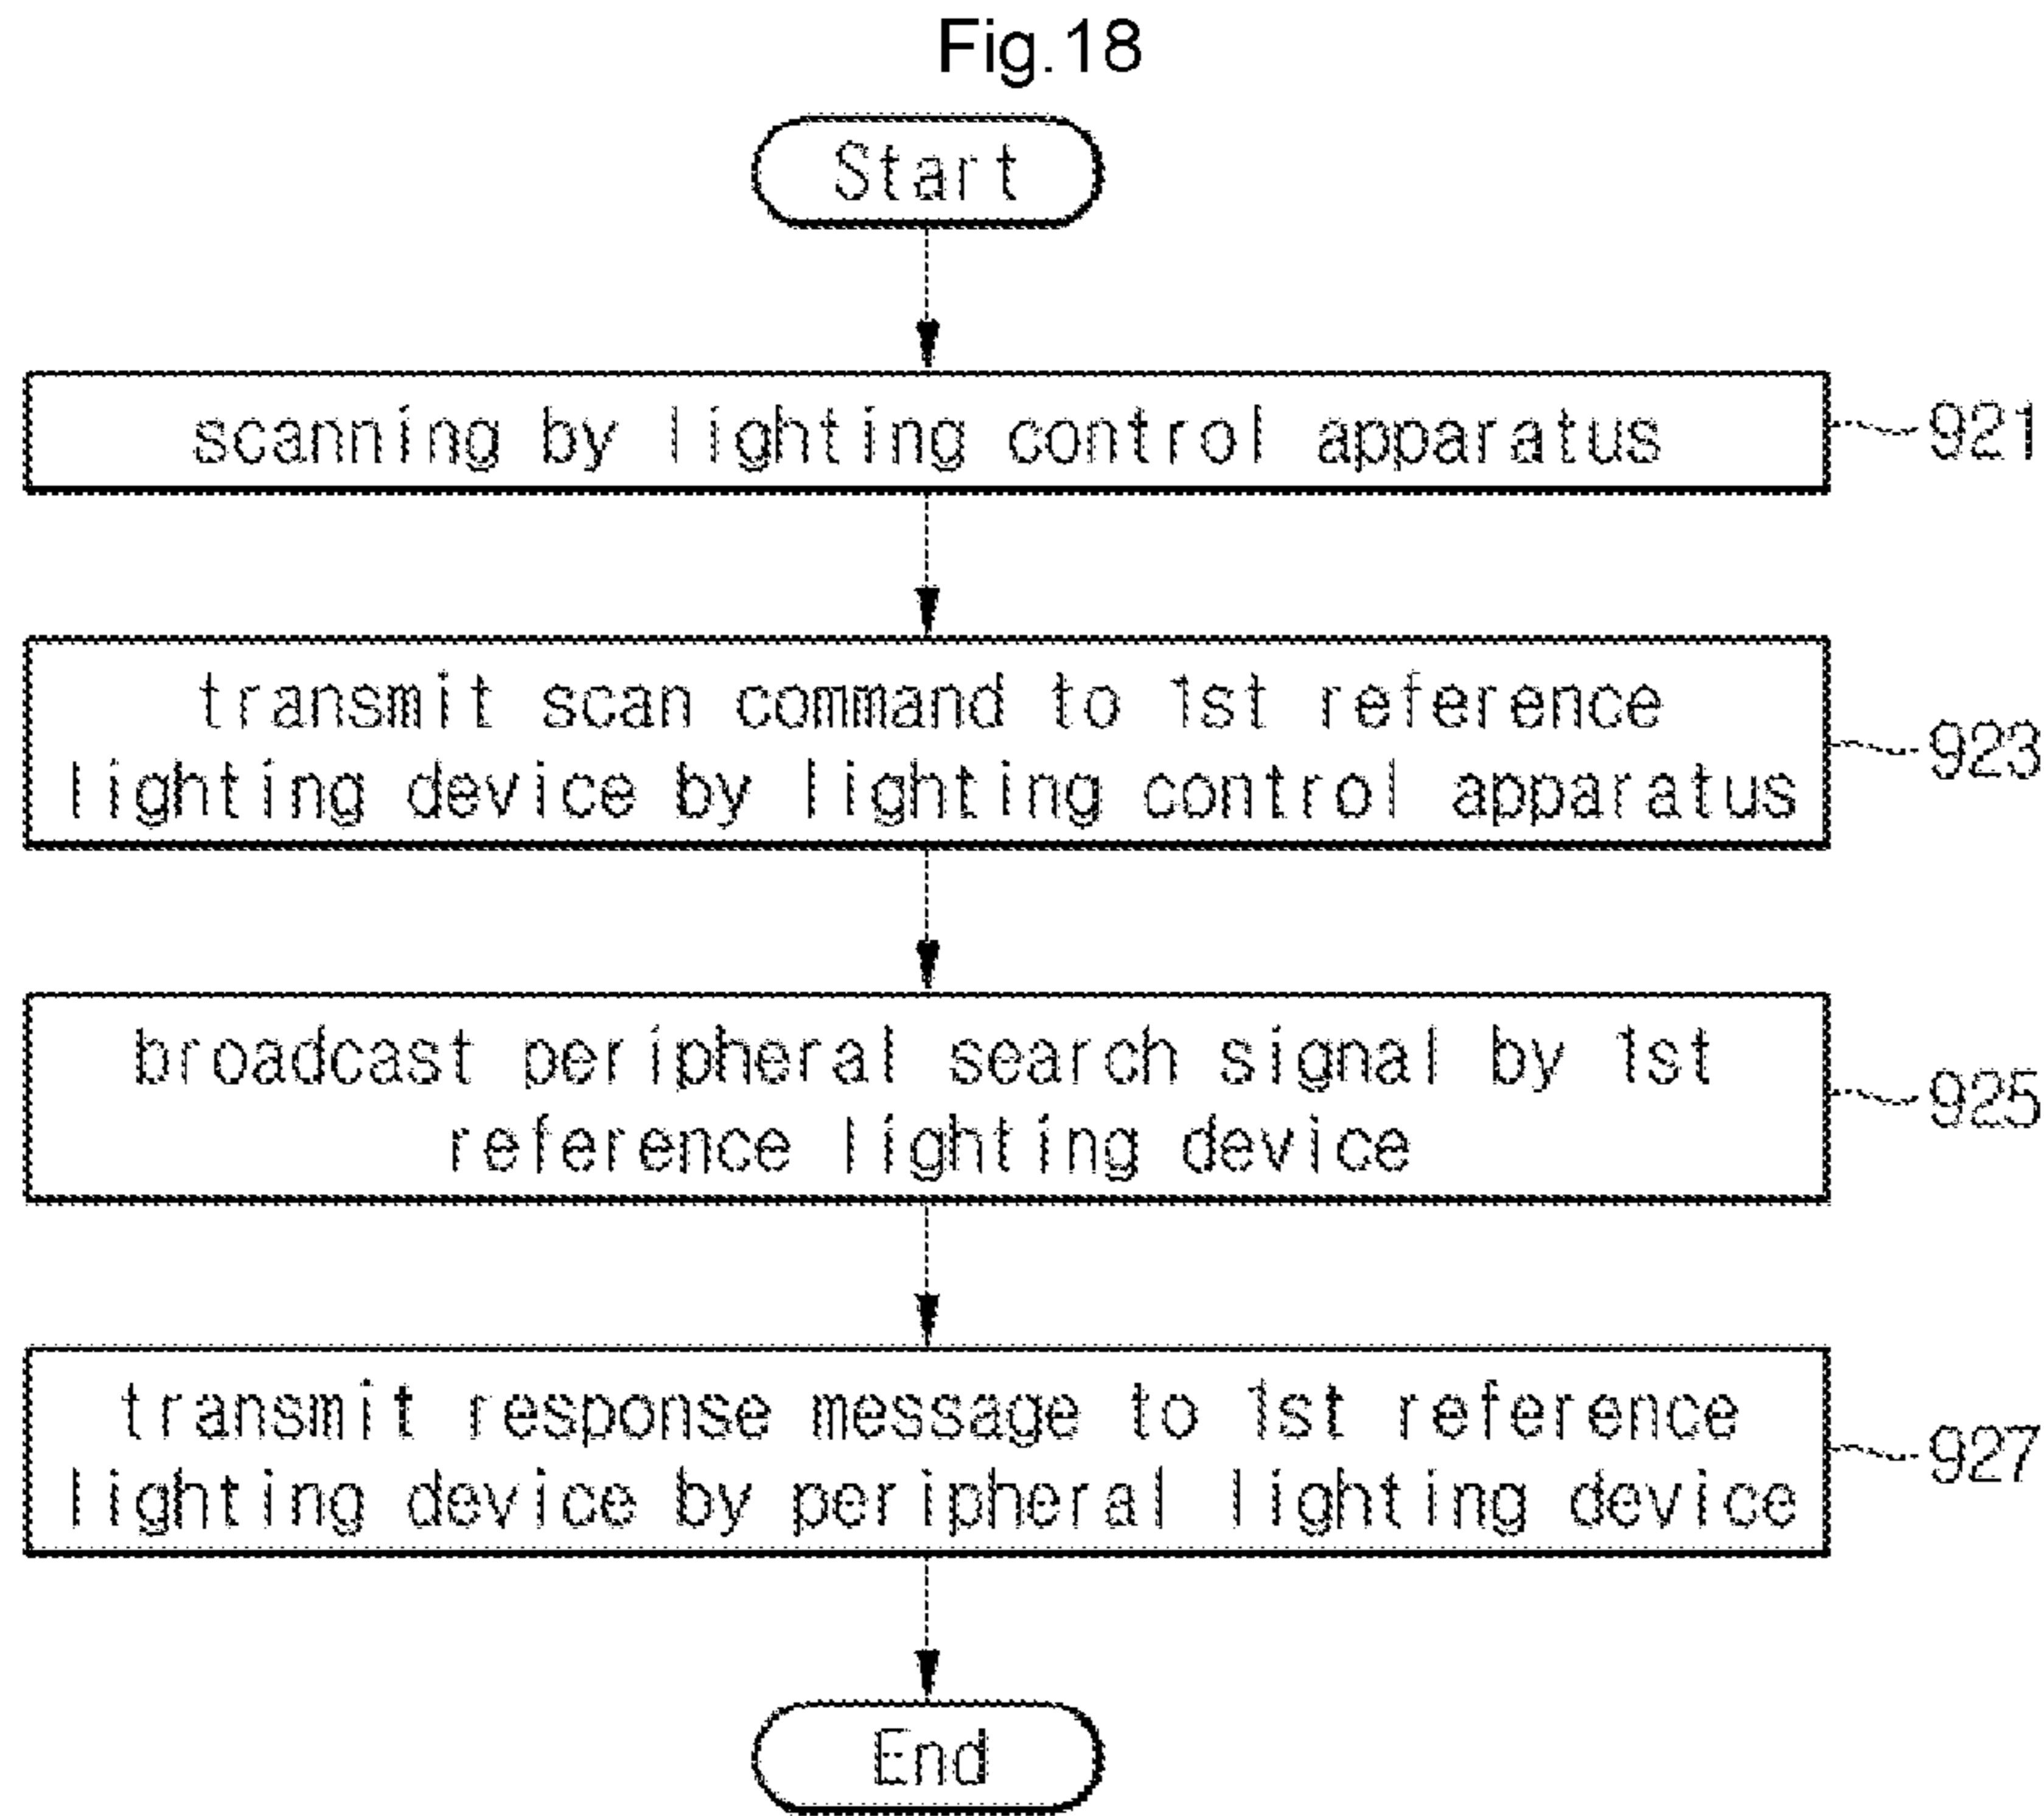 Fig.18
Start
scanning by lighting control apparatus
921
transmit scan command to 1st reference
lighting device by lighting control apparatus
923
broadcast peripheral search signal by 1st
reference lighting device
925
transmit response message to 1st reference
lighting device by peripheral lighting device
927
End